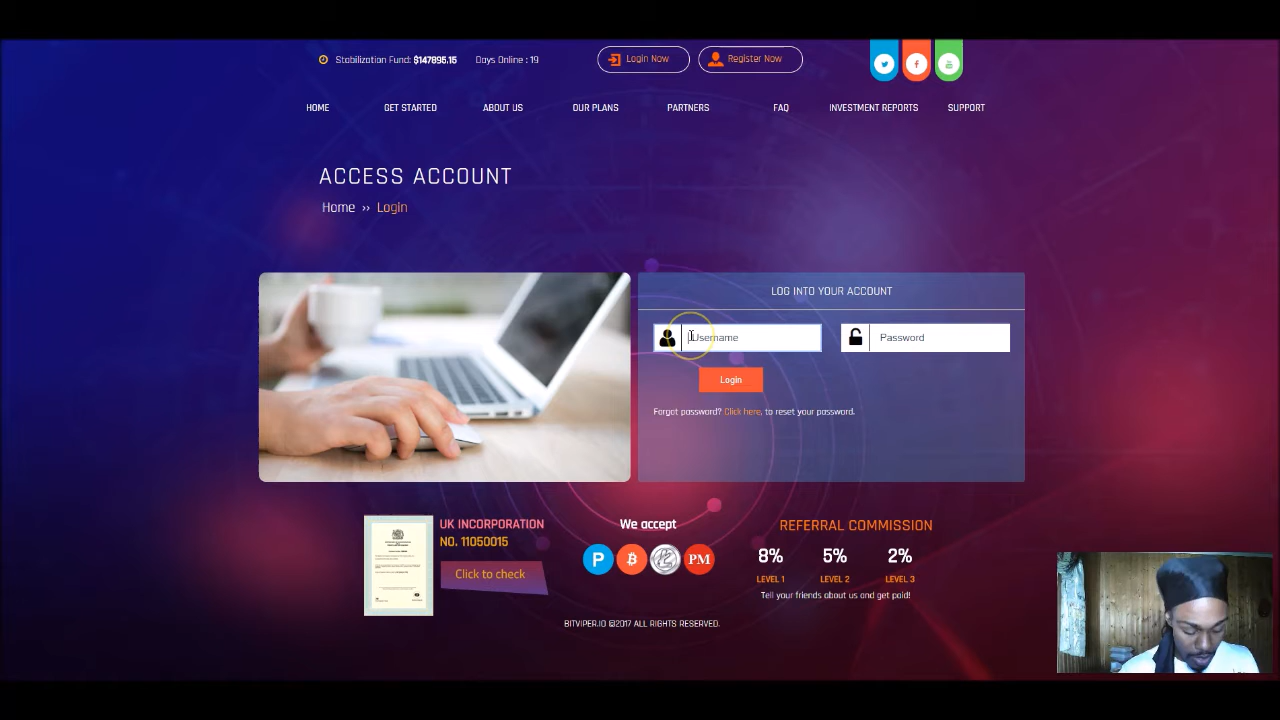 Stabilization Fund: $147895.15 Days Online : 19 Login Now Register Now
HOME GET STARTED ABOUT US OUR PLANS PARTNERS FAQ INVESTMENT REPORTS SUPPORT
ACCESS ACCOUNT
Home ›› Login
LOG INTO YOUR ACCOUNT
Username Password
Login
Forgot password? Click here, to reset your password.
UK INCORPORATION
NO. 11050015
Click to check
We accept
P PM
REFERRAL COMMISSION
8% 5% 2%
LEVEL 1 LEVEL 2 LEVEL 3
Tell your friends about us and get paid!
BITVIPER.IO ©2017 ALL RIGHTS RESERVED.